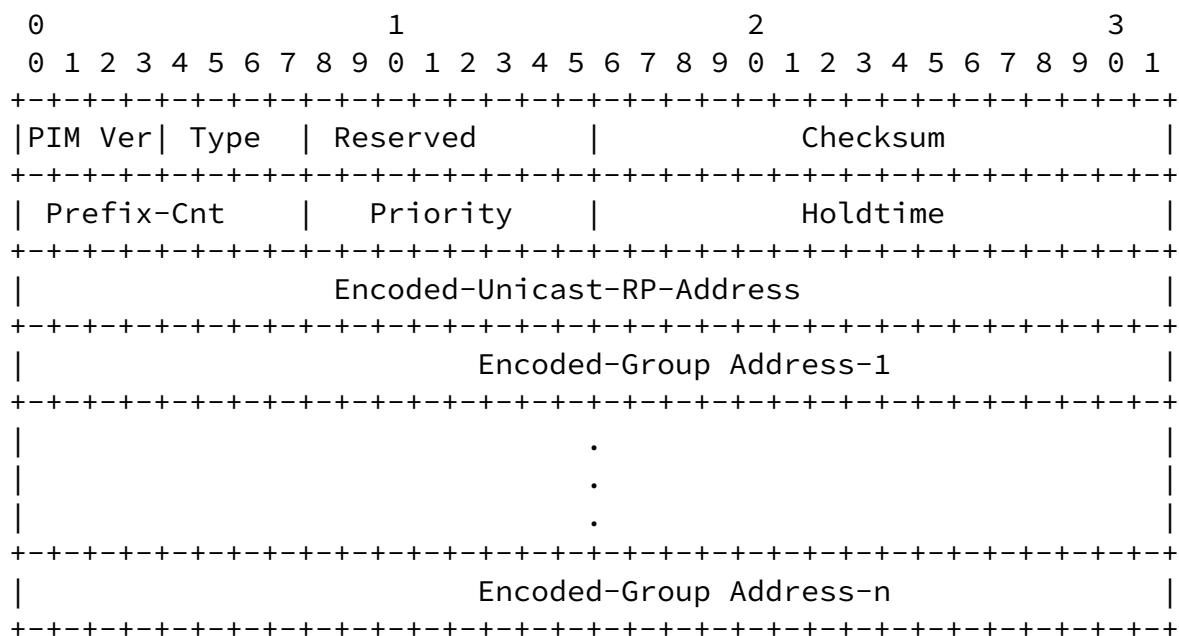 0                   1                   2                   3
 0 1 2 3 4 5 6 7 8 9 0 1 2 3 4 5 6 7 8 9 0 1 2 3 4 5 6 7 8 9 0 1
+-+-+-+-+-+-+-+-+-+-+-+-+-+-+-+-+-+-+-+-+-+-+-+-+-+-+-+-+-+-+-+-+
|PIM Ver| Type  | Reserved      |           Checksum            |
+-+-+-+-+-+-+-+-+-+-+-+-+-+-+-+-+-+-+-+-+-+-+-+-+-+-+-+-+-+-+-+-+
| Prefix-Cnt    |   Priority    |           Holdtime            |
+-+-+-+-+-+-+-+-+-+-+-+-+-+-+-+-+-+-+-+-+-+-+-+-+-+-+-+-+-+-+-+-+
|                 Encoded-Unicast-RP-Address                    |
+-+-+-+-+-+-+-+-+-+-+-+-+-+-+-+-+-+-+-+-+-+-+-+-+-+-+-+-+-+-+-+-+
|                         Encoded-Group Address-1               |
+-+-+-+-+-+-+-+-+-+-+-+-+-+-+-+-+-+-+-+-+-+-+-+-+-+-+-+-+-+-+-+-+
|                               .                               |
|                               .                               |
|                               .                               |
+-+-+-+-+-+-+-+-+-+-+-+-+-+-+-+-+-+-+-+-+-+-+-+-+-+-+-+-+-+-+-+-+
|                         Encoded-Group Address-n               |
+-+-+-+-+-+-+-+-+-+-+-+-+-+-+-+-+-+-+-+-+-+-+-+-+-+-+-+-+-+-+-+-+